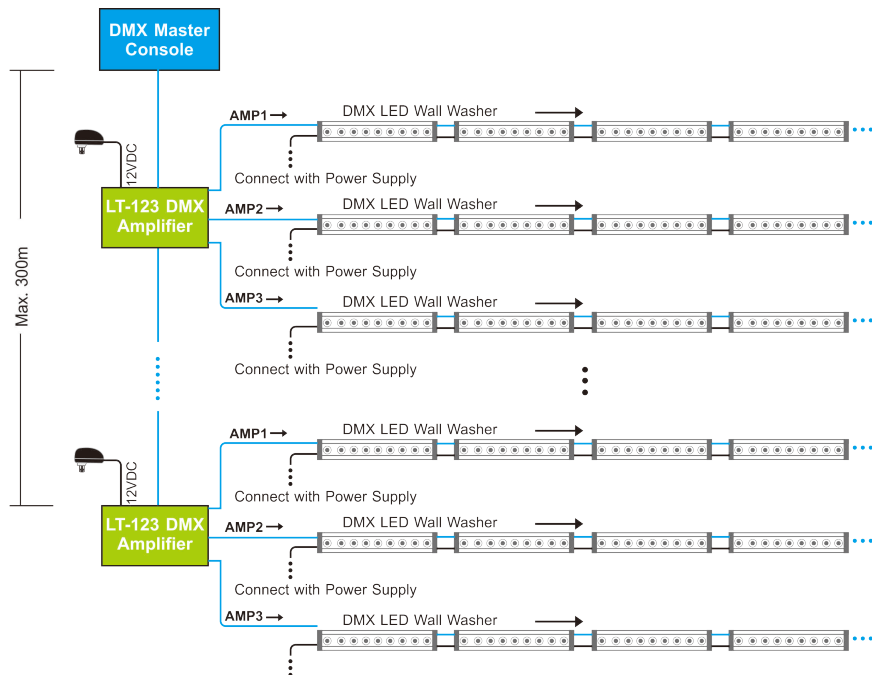 DMX Master
Console
AMP1
DMX LED Wall Washer
12VDC
Connect with Power Supply
LT-123 DMX
Amplifier
AMP2
DMX LED Wall Washer
Connect with Power Supply
Max. 300m
AMP3
DMX LED Wall Washer
Connect with Power Supply
AMP1
DMX LED Wall Washer
12VDC
Connect with Power Supply
LT-123 DMX
Amplifier
AMP2
DMX LED Wall Washer
Connect with Power Supply
AMP3
DMX LED Wall Washer